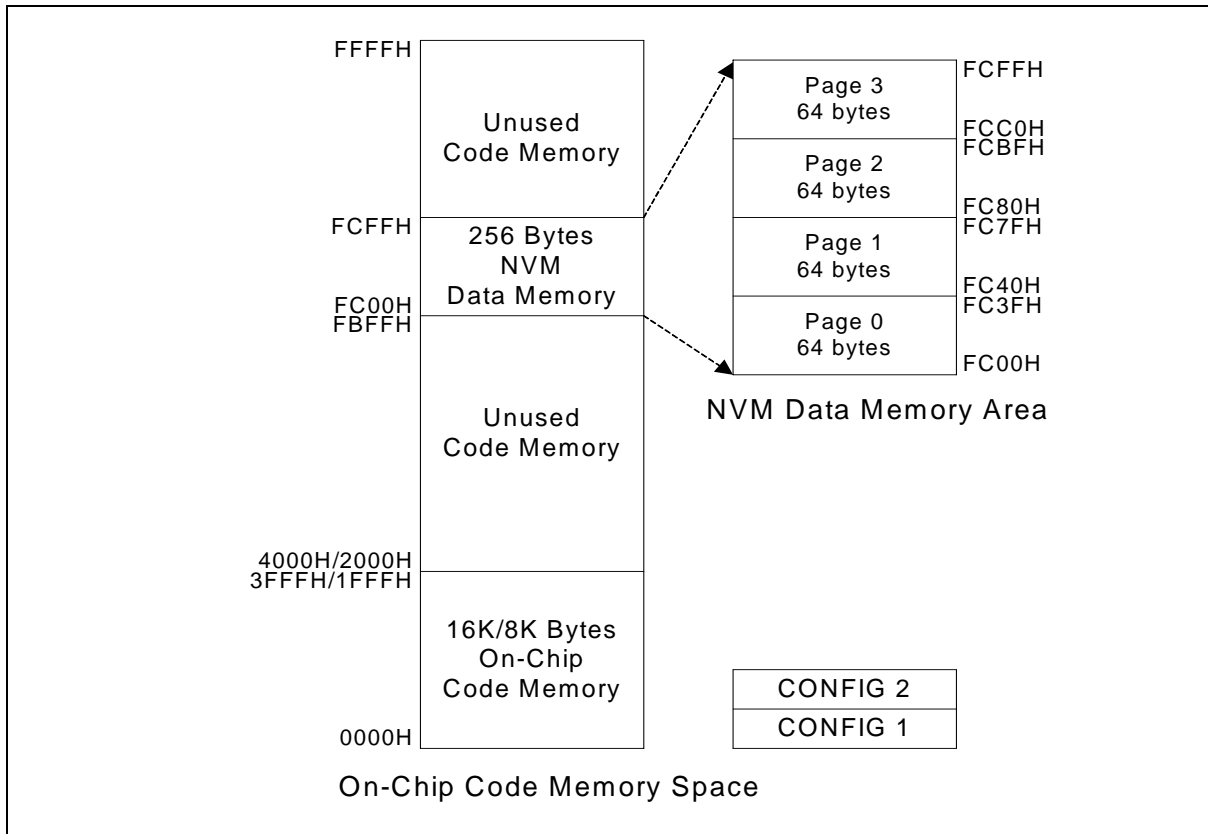 FFFFH
Unused
Code Memory
FCFFH
256 Bytes
NVM
Data Memory
FC00H
FBFFH
Unused
Code Memory
4000H/2000H
3FFFH/1FFFH
16K/8K Bytes
On-Chip
Code Memory
0000H
On-Chip Code Memory Space
FCFFH
Page 3
64 bytes
FCC0H
FCBFH
Page 2
64 bytes
FC80H
FC7FH
Page 1
64 bytes
FC40H
FC3FH
Page 0
64 bytes
FC00H
NVM Data Memory Area
CONFIG 2
CONFIG 1